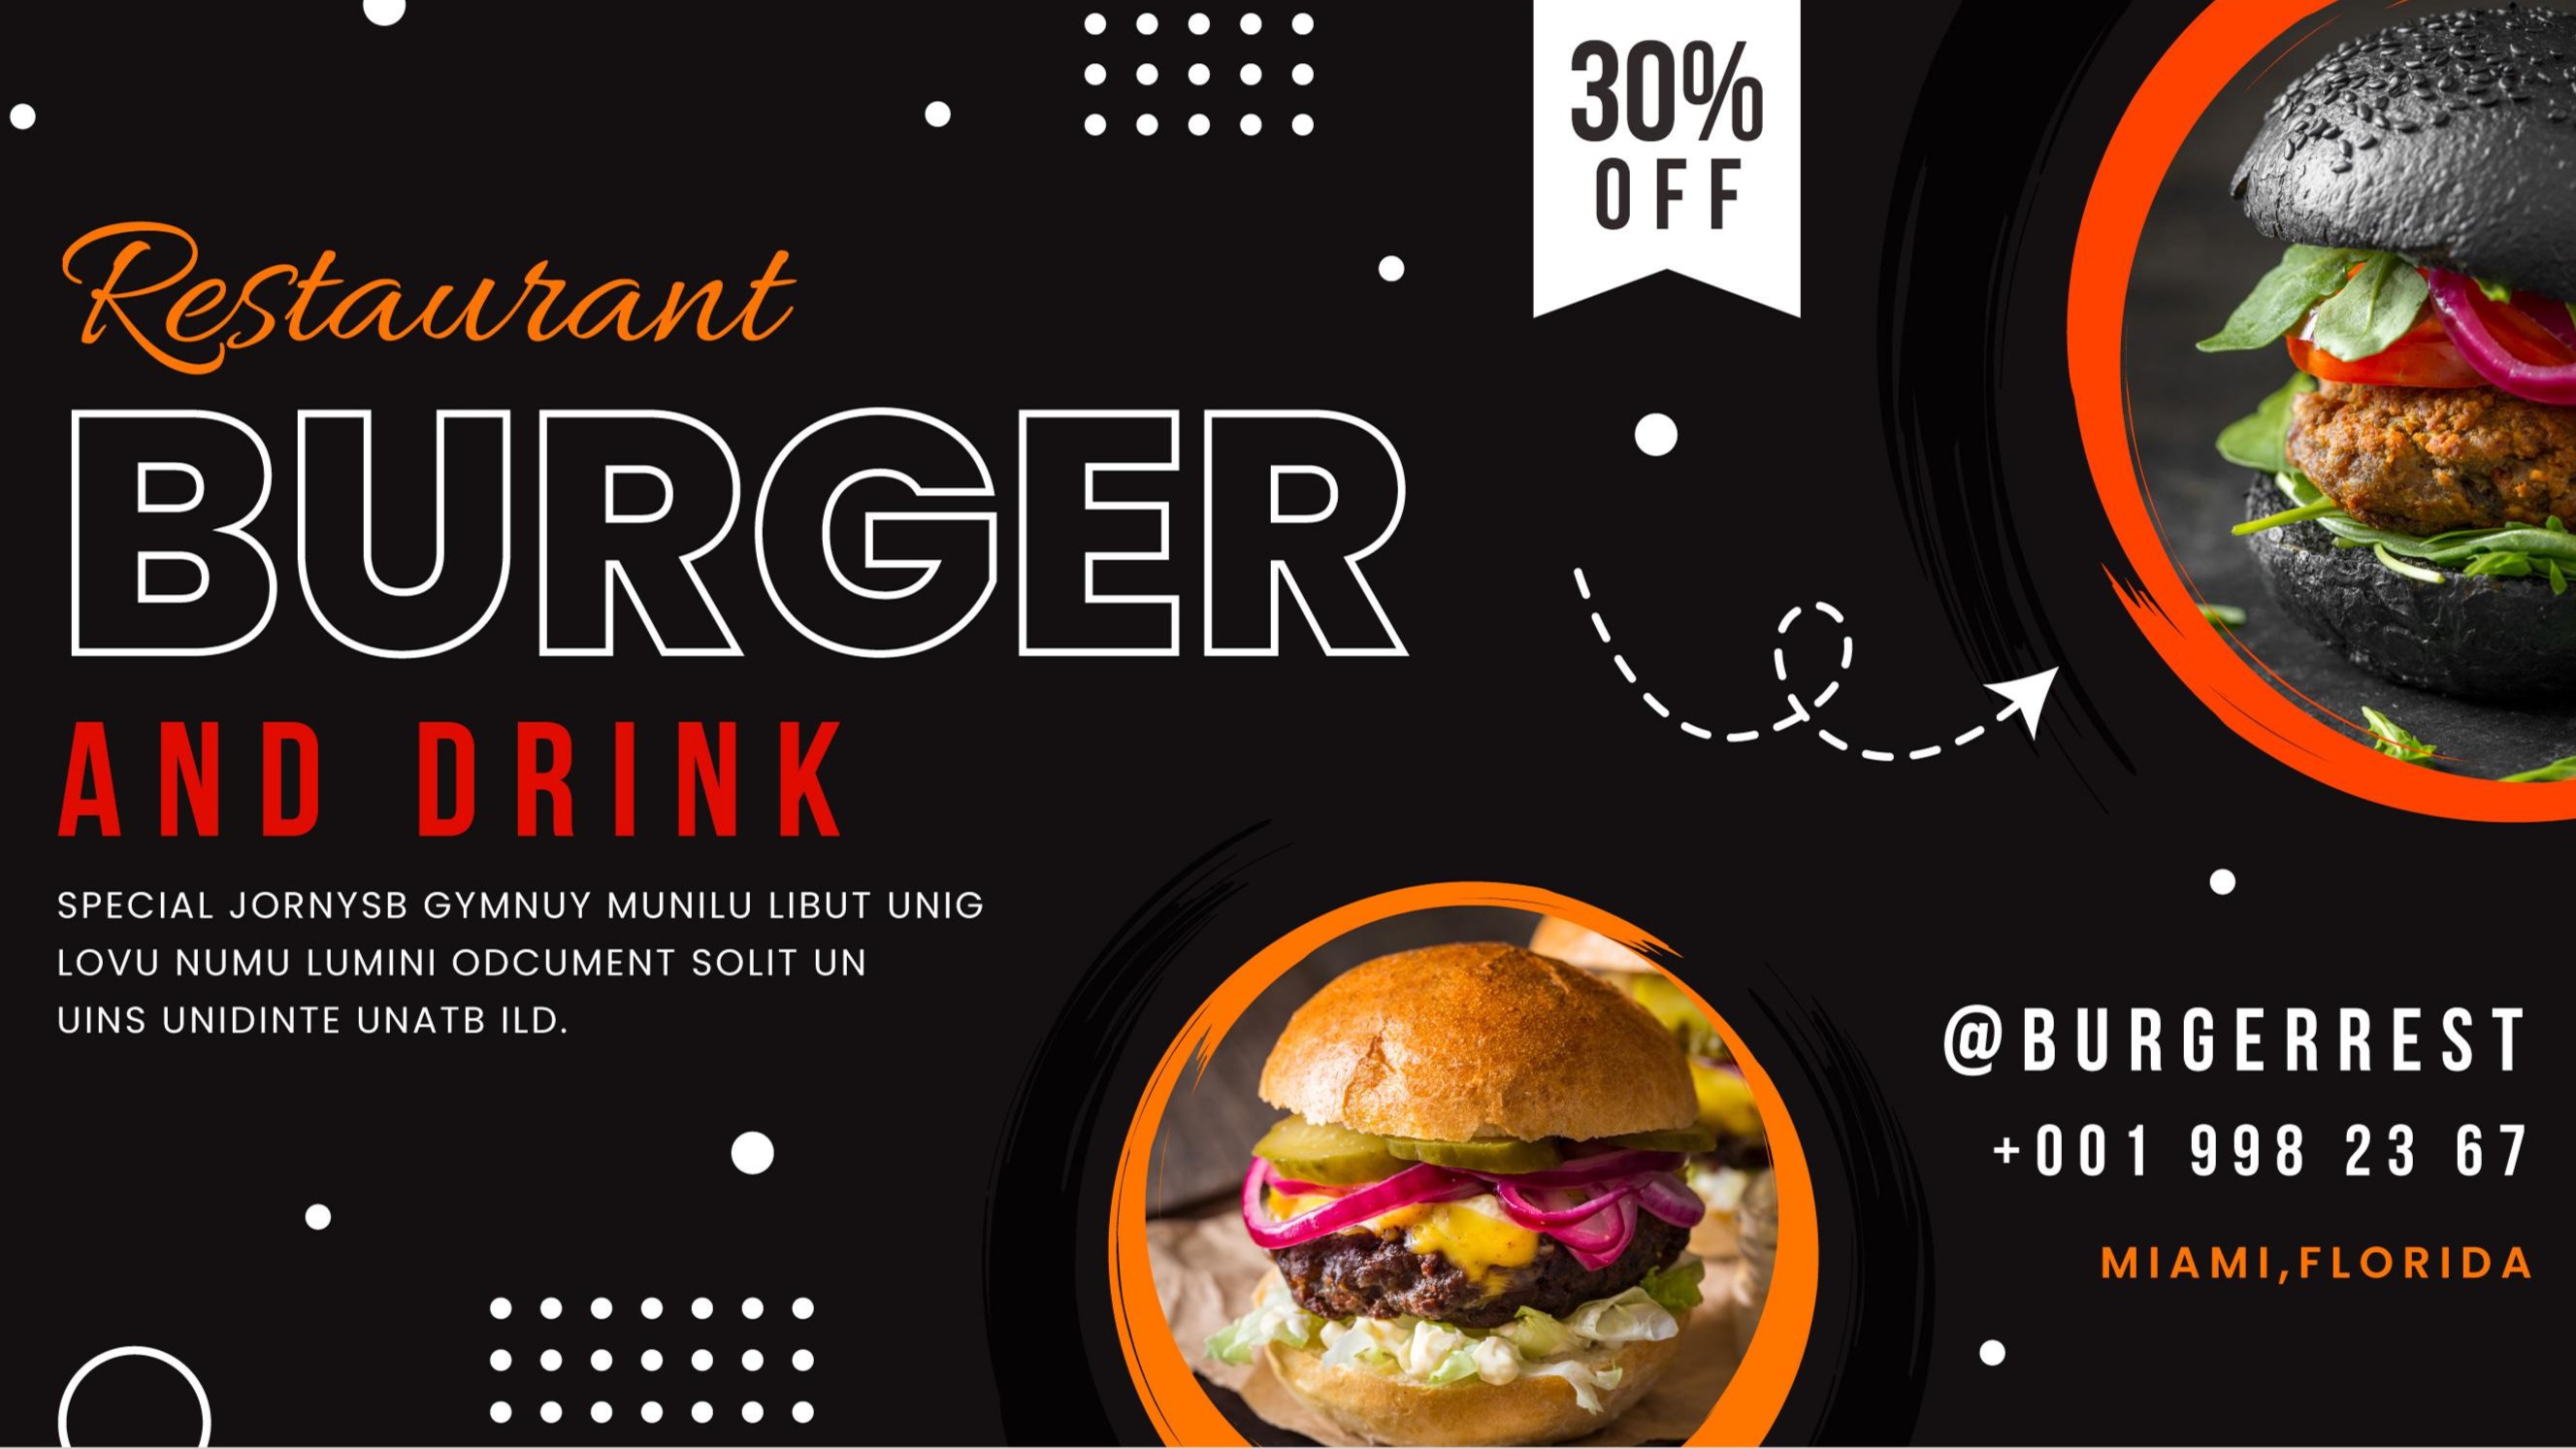 30%
OFF
Restaurant
BURGER
AND DRINK
SPECIAL JORNYSB GYMNUY MUNILU LIBUT UNIG
LOVU NUMU LUMINI ODCUMENT SOLIT UN
UINS UNIDINTE UNATB ILD.
@BURGERREST
+001 998 23 67
MIAMI,FLORIDA